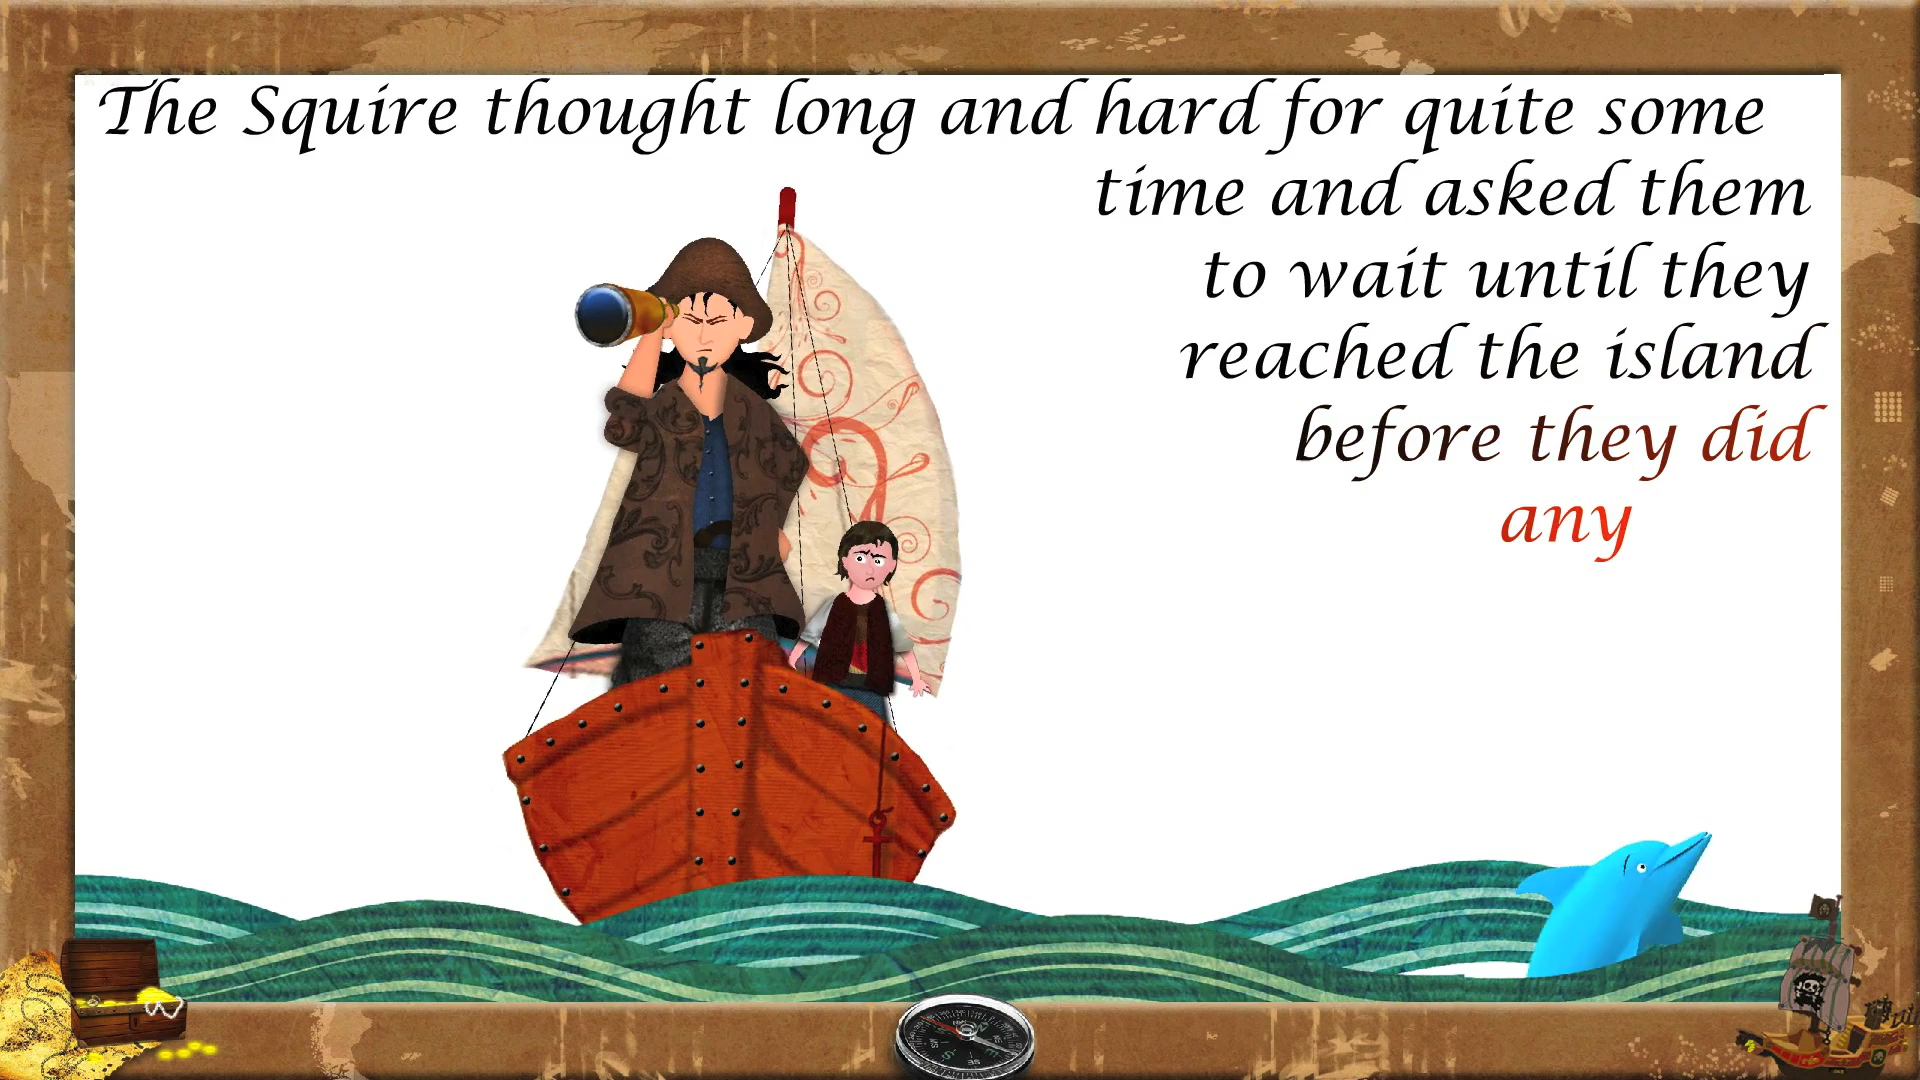 The Squire thought long and hard for quite some
time and asked them
to wait until they
reached the island
before they did
any